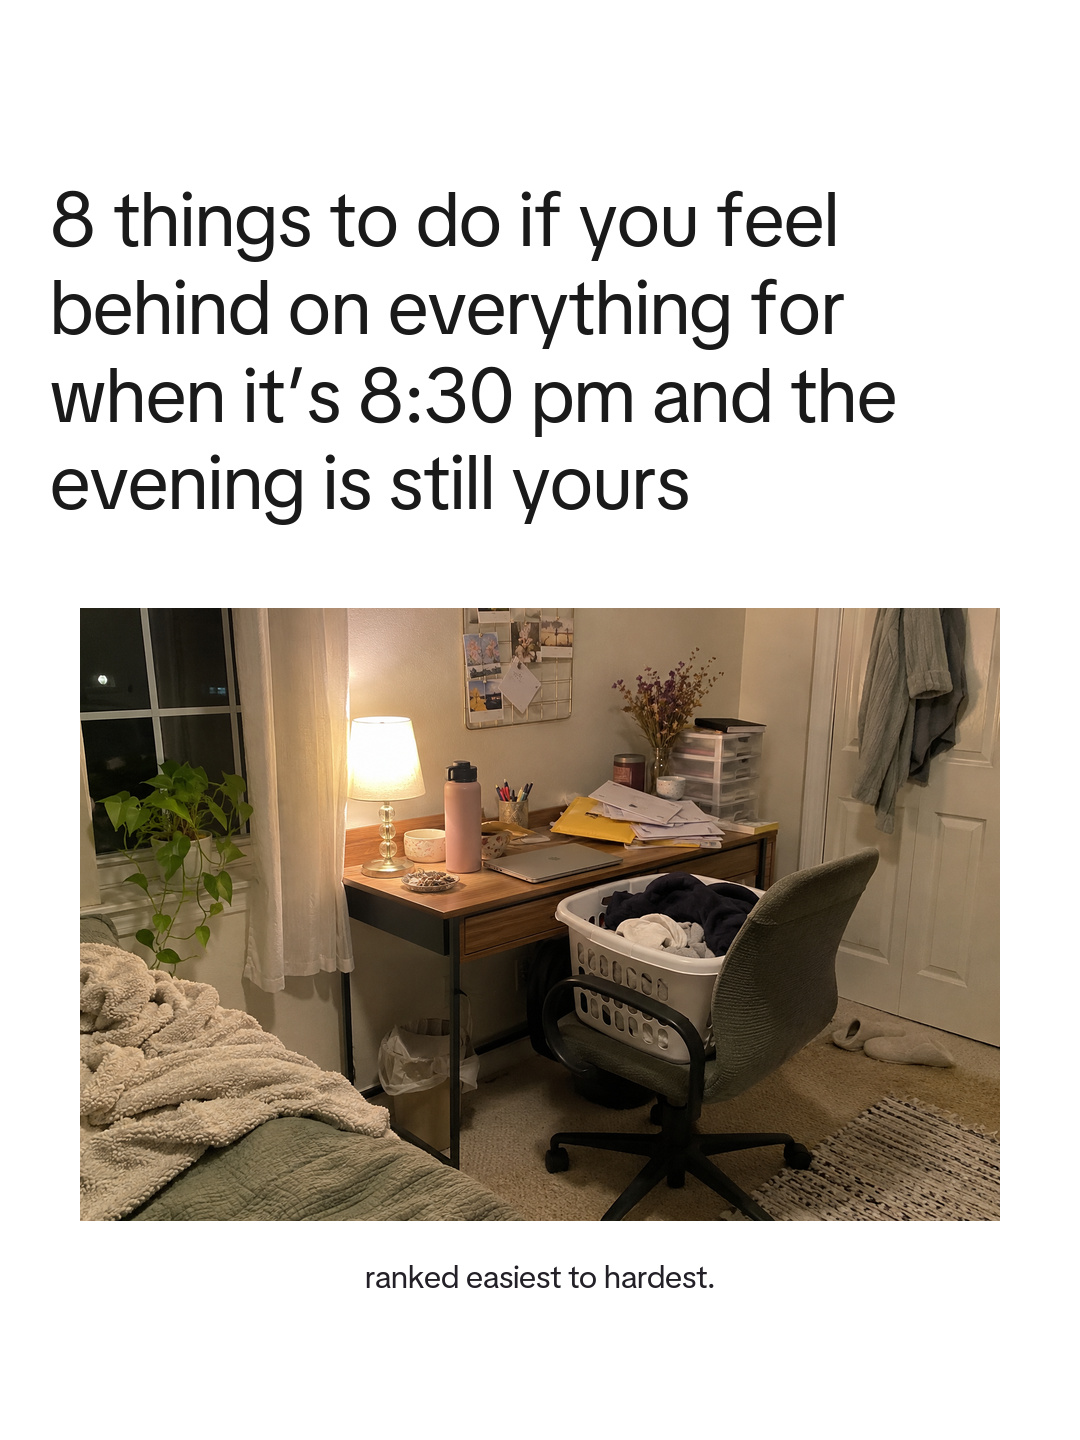 8 things to do if you feel
behind on everything for
when it’s 8:30 pm and the
evening is still yours
ranked easiest to hardest.